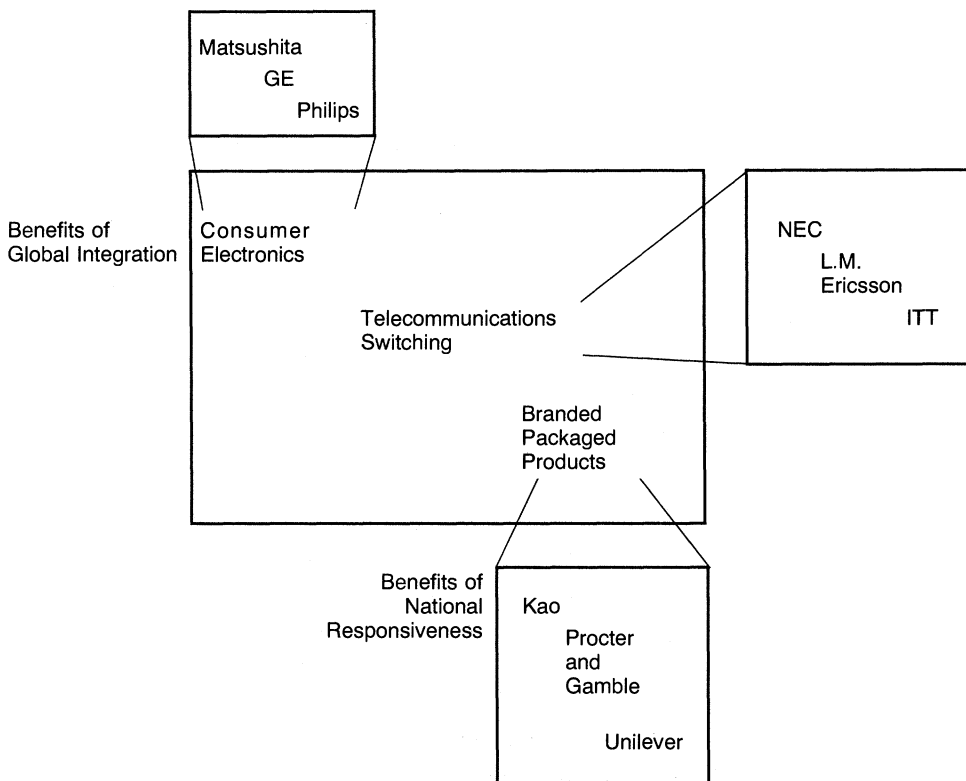 Matsushita
GE
Philips
Benefits of
Global Integration
Consumer
Electronics
Telecommunications
Switching
NEC
L.M.
Ericsson
ITT
Branded
Packaged
Products
Benefits of
National
Responsiveness
Kao
Procter
and
Gamble
Unilever